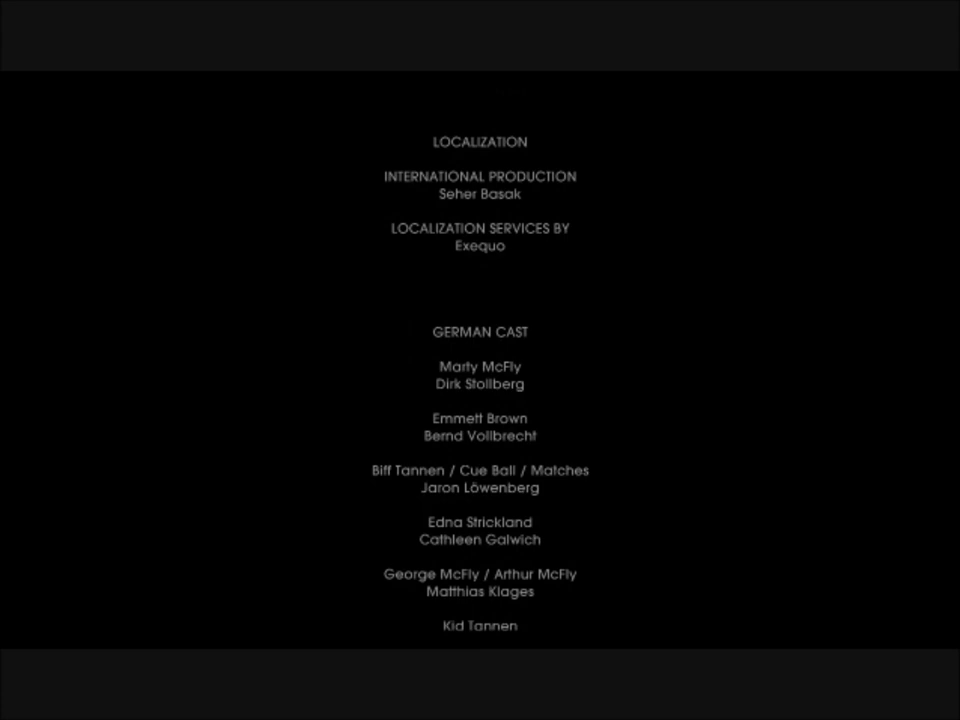 LOCALIZATION
INTERNATIONAL PRODUCTION
Seher Basak
LOCALIZATION SERVICES BY
Exequo
GERMAN CAST
Marty McFly
Dirk Stollberg
Emmett Brown
Bernd Vollbrecht
Biff Tannen / Cue Ball / Matches
Jaron Löwenberg
Edna Strickland
Cathleen Galwich
George McFly / Arthur McFly
Matthias Klages
Kid Tannen